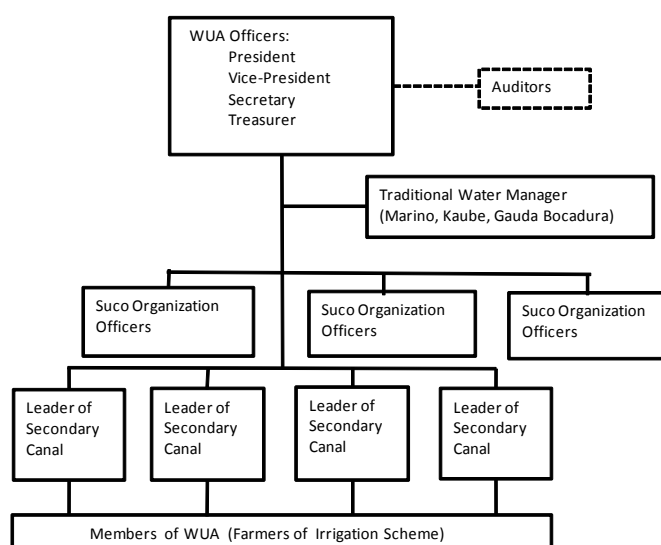 WUA Officers:
President
Vice-President
Secretary
Treasurer
Auditors
Traditional Water Manager
(Marino, Kaube, Gauda Bocadura)
Suco Organization
Officers
Suco Organization
Officers
Suco Organization
Officers
Leader of
Secondary
Canal
Leader of
Secondary
Canal
Leader of
Secondary
Canal
Leader of
Secondary
Canal
Members of WUA (Farmers of Irrigation Scheme)